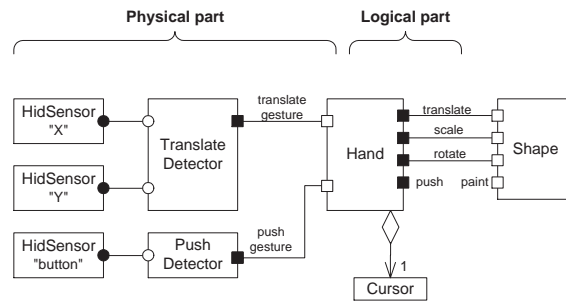 Physical part
Logical part
HidSensor
"X"
HidSensor
"Y"
HidSensor
"button"
Translate
Detector
Push
Detector
translate
gesture
push
gesture
Hand
translate
scale
rotate
push
paint
Shape
1
Cursor